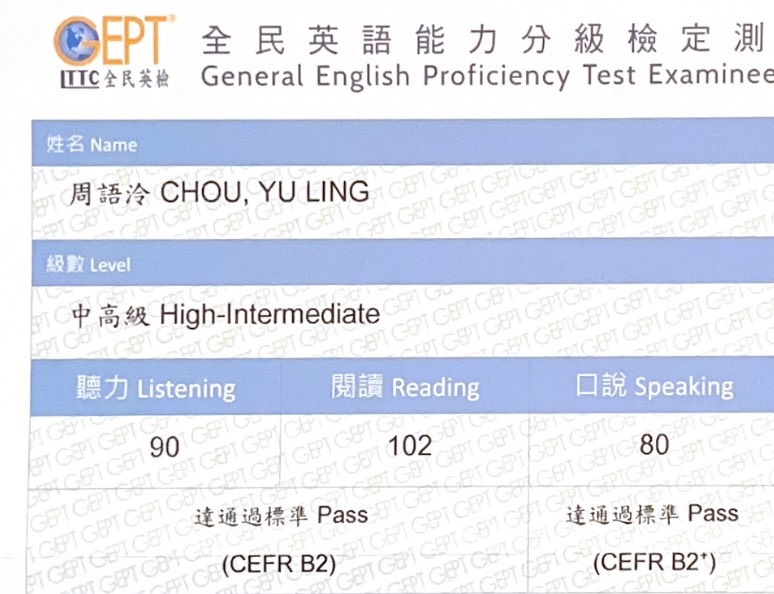 GEPT®
LTTC 全民英檢
全民英語能力分級檢定測
General English Proficiency Test Examinee
姓名 Name
周語泠 CHOU, YU LING
級數 Level
中高級 High-Intermediate
聽力 Listening 閱讀 Reading 口說 Speaking
90 102 80
達通過標準 Pass 達通過標準 Pass
(CEFR B2) (CEFR B2+)